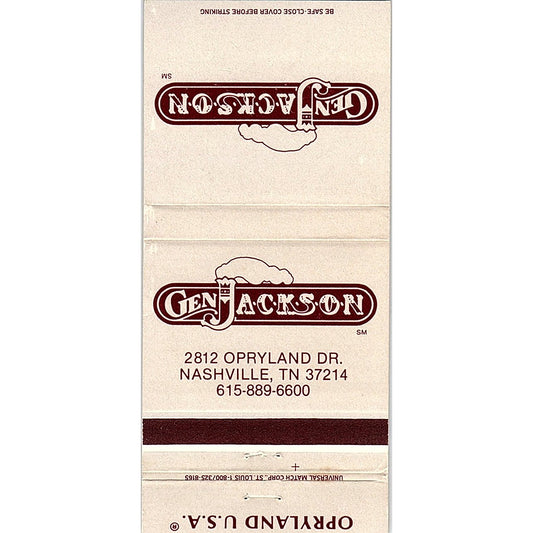 BE SAFE-CLOSE COVER BEFORE STRIKING
GEN JACKSON
SM
GEN JACKSON
SM
2812 OPRYLAND DR.
NASHVILLE, TN 37214
615-889-6600
UNIVERSAL MATCH CORP., ST. LOUIS 1-800/325-8165
OPRYLAND U.S.A.®